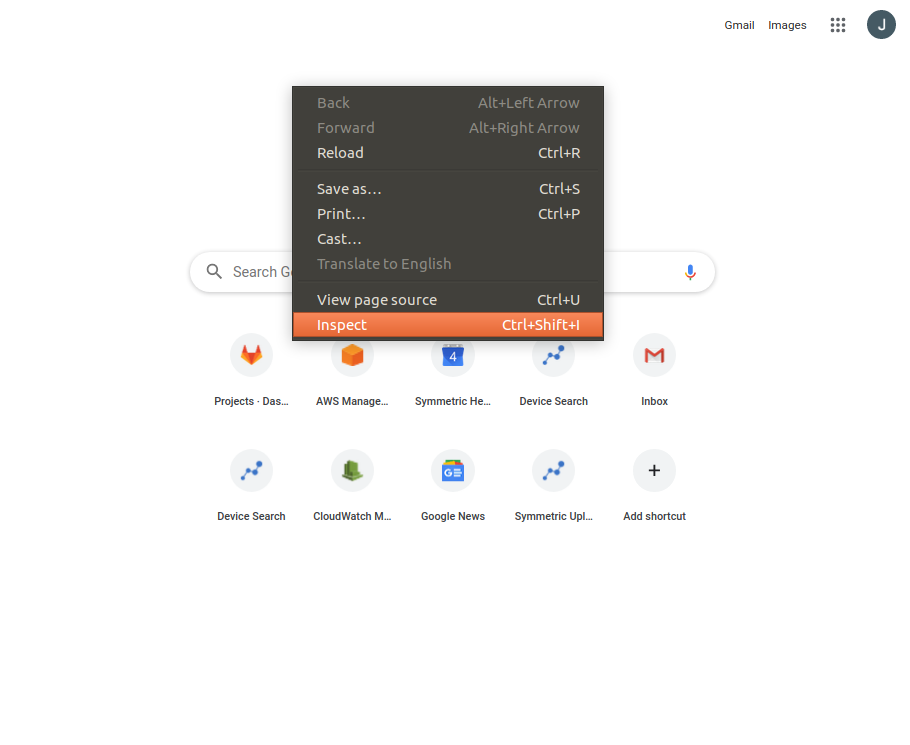 Gmail Images J
Back Alt+Left Arrow
Forward Alt+Right Arrow
Reload Ctrl+R
Save as... Ctrl+S
Print... Ctrl+P
Cast...
Translate to English
Search Go
View page source Ctrl+U
Inspect Ctrl+Shift+I
4
Projects · Das... AWS Manage... Symmetric He... Device Search Inbox
G
Device Search CloudWatch M... Google News Symmetric Upl... Add shortcut